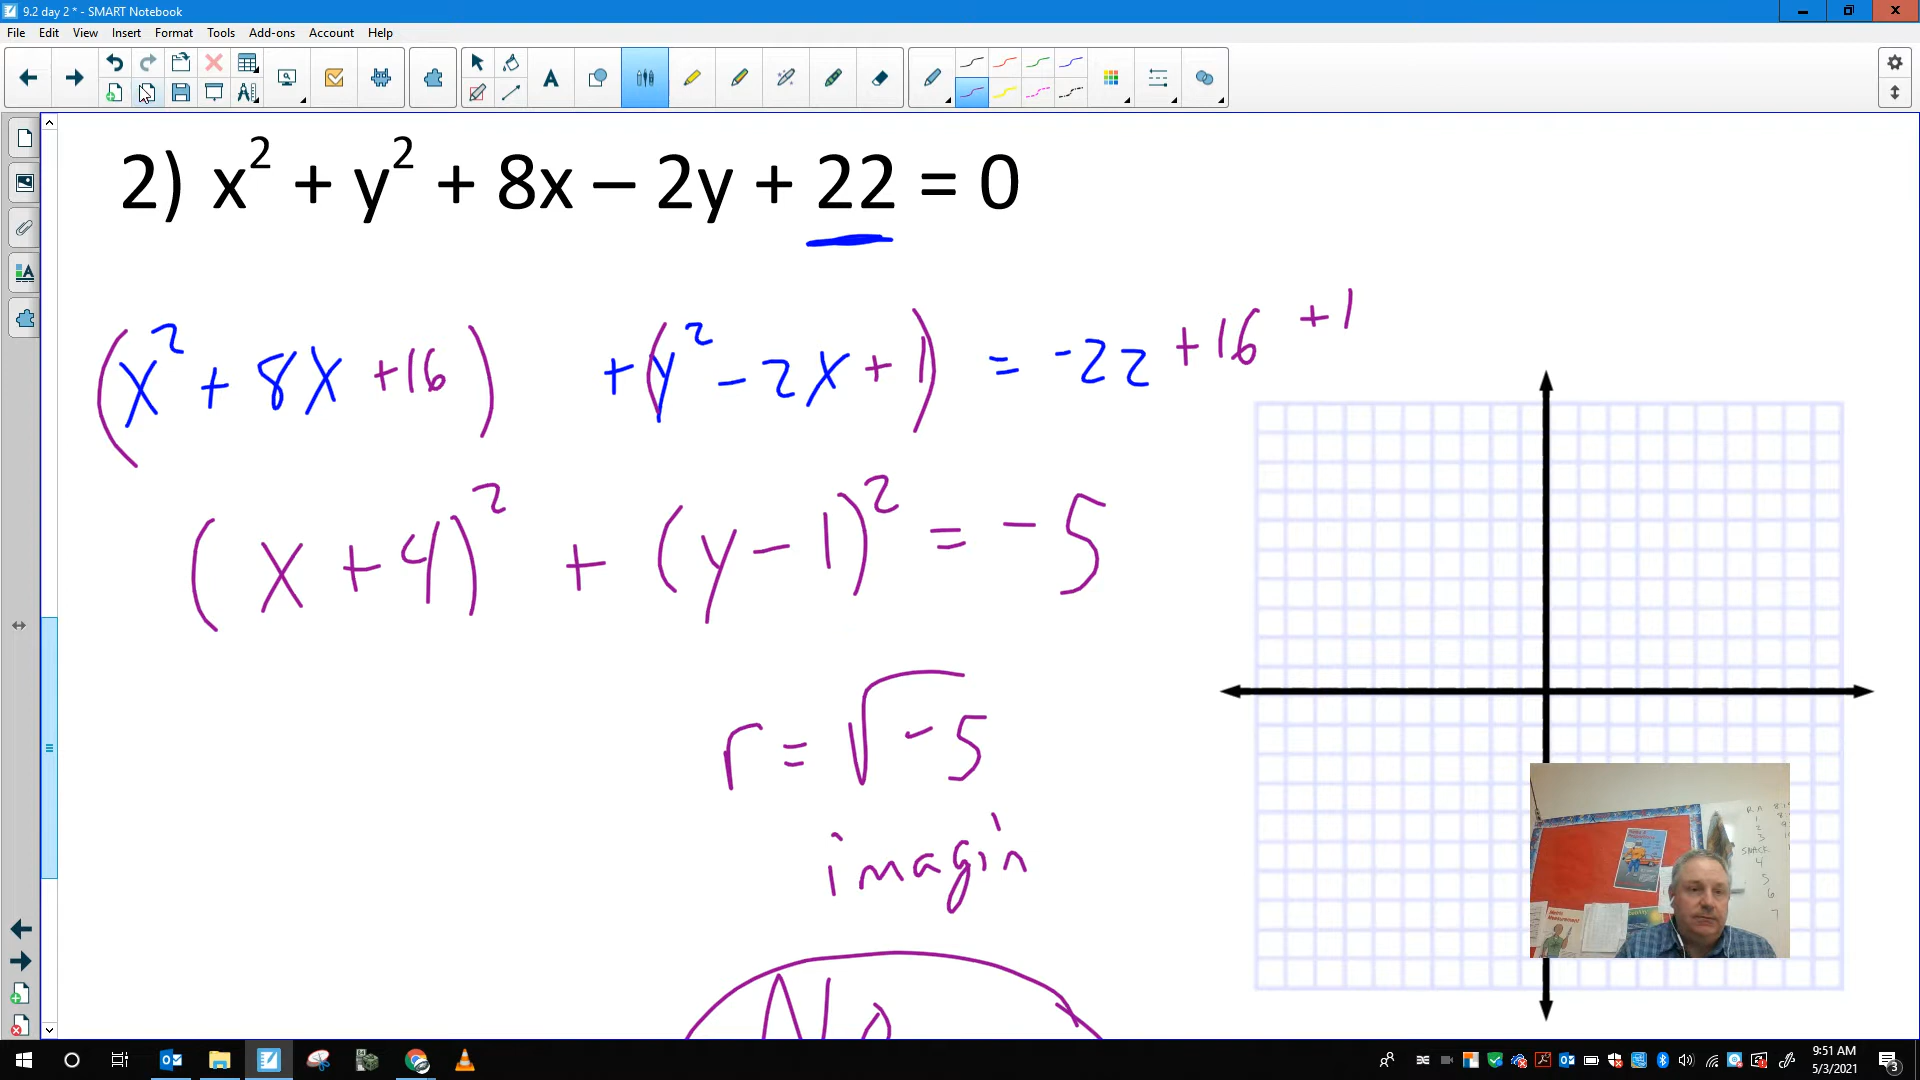 9.2 day 2 * - SMART Notebook
File Edit View Insert Format Tools Add-ons Account Help
2) x² + y² + 8x – 2y + 22 = 0
(x² + 8x +16) + (y² - 2x + 1) = -22 +16 +1
(x + 4)² + (y - 1)² = - 5
r = √-5
imagin
No
9:51 AM
5/3/2021
3